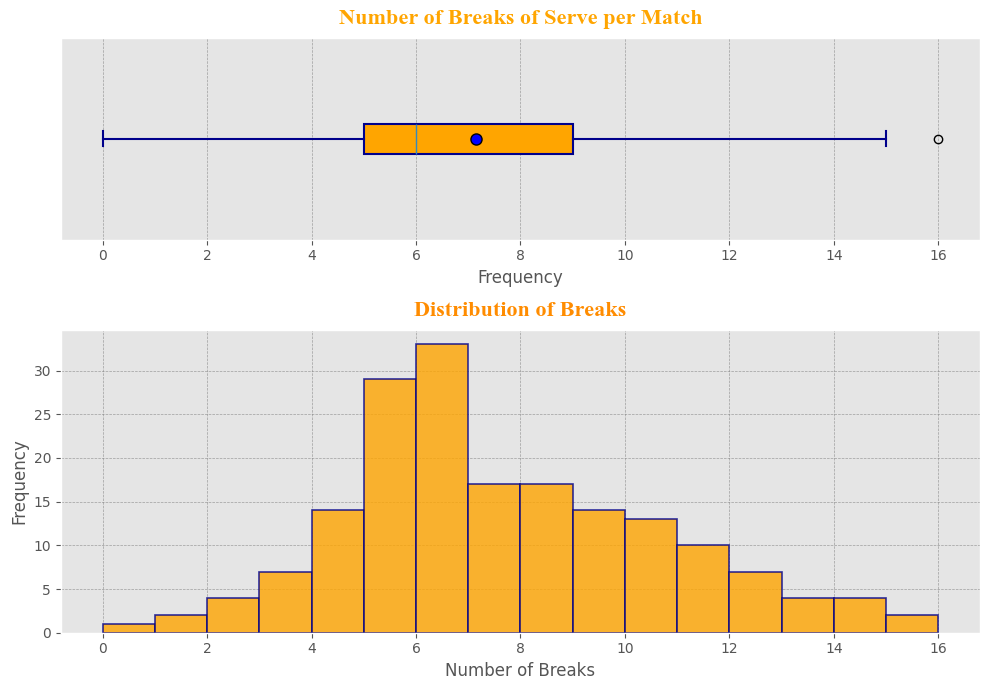 Number of Breaks of Serve per Match
0 2 4 6 8 10 12 14 16
Frequency
Distribution of Breaks
Frequency
30
25
20
15
10
5
0
0 2 4 6 8 10 12 14 16
Number of Breaks